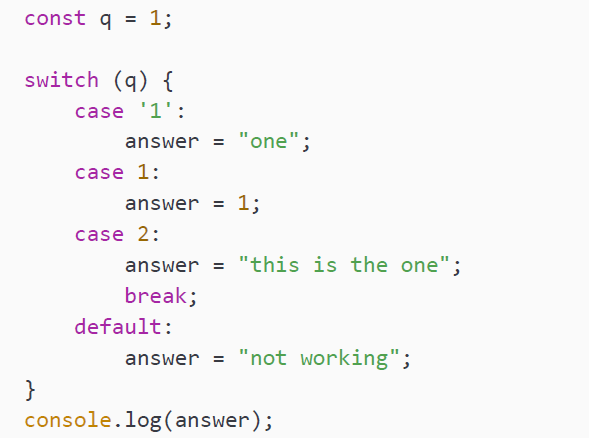 const q = 1;
switch (q) {
case '1':
answer = "one";
case 1:
answer = 1;
case 2:
answer = "this is the one";
break;
default:
answer = "not working";
}
console.log(answer);